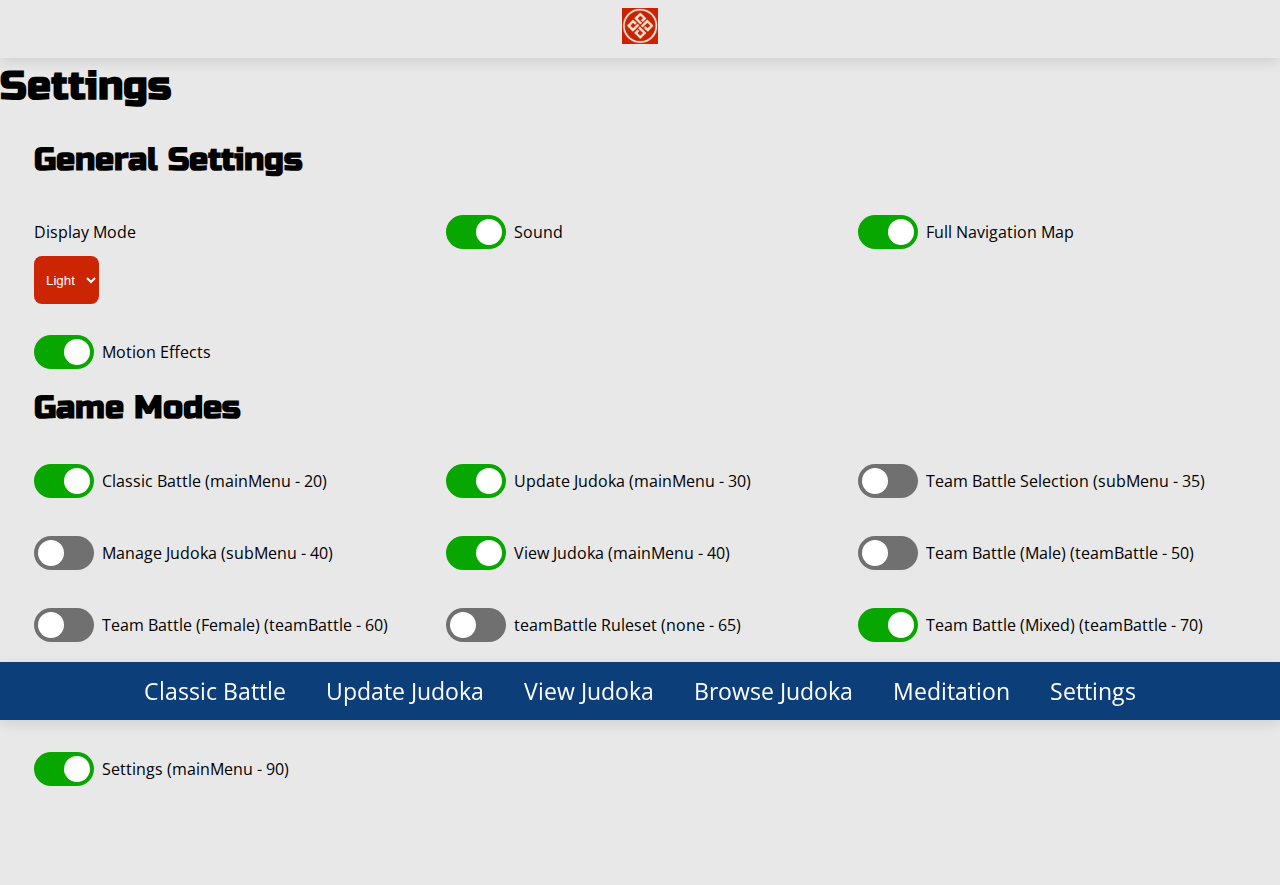 Settings
General Settings
Display Mode
Sound
Full Navigation Map
Light
Motion Effects
Game Modes
Classic Battle (mainMenu - 20)
Update Judoka (mainMenu - 30)
Team Battle Selection (subMenu - 35)
Manage Judoka (subMenu - 40)
View Judoka (mainMenu - 40)
Team Battle (Male) (teamBattle - 50)
Team Battle (Female) (teamBattle - 60)
teamBattle Ruleset (none - 65)
Team Battle (Mixed) (teamBattle - 70)
Classic Battle
Update Judoka
View Judoka
Browse Judoka
Meditation
Settings
Settings (mainMenu - 90)